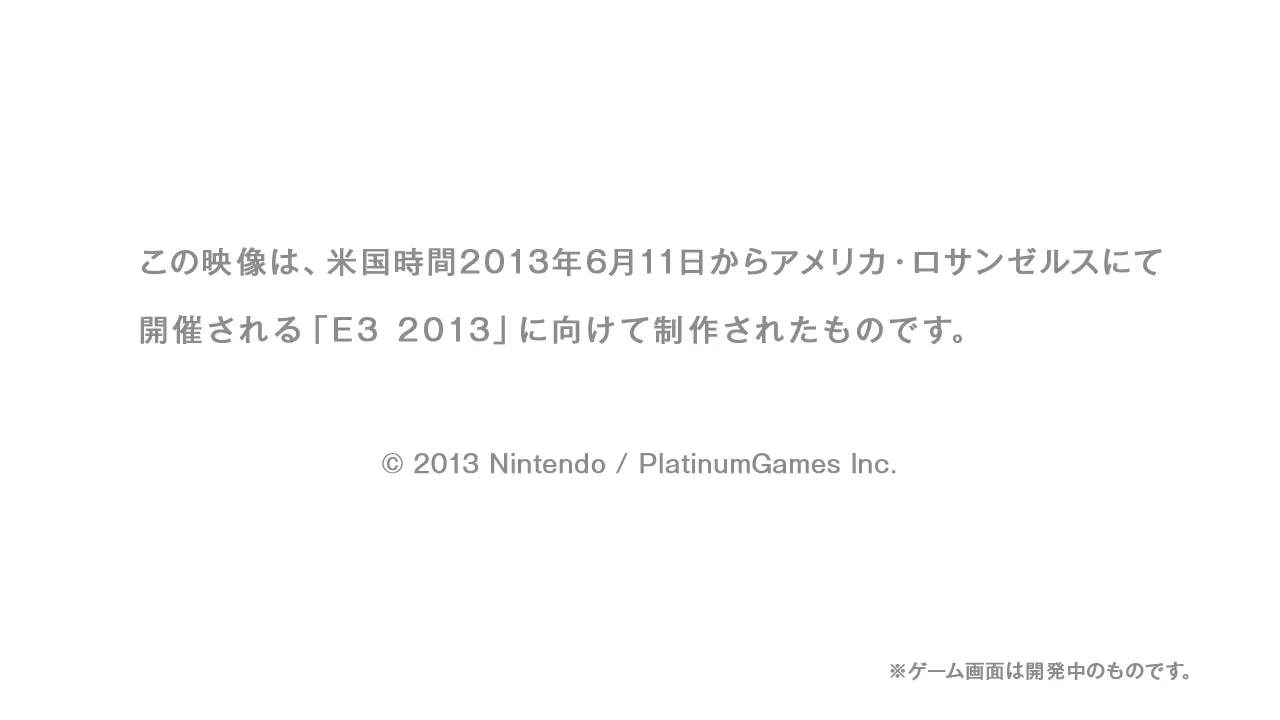 この映像は、米国時間2013年6月11日からアメリカ・ロサンゼルスにて
開催される「E3 2013」に向けて制作されたものです。
© 2013 Nintendo / PlatinumGames Inc.
※ゲーム画面は開発中のものです。